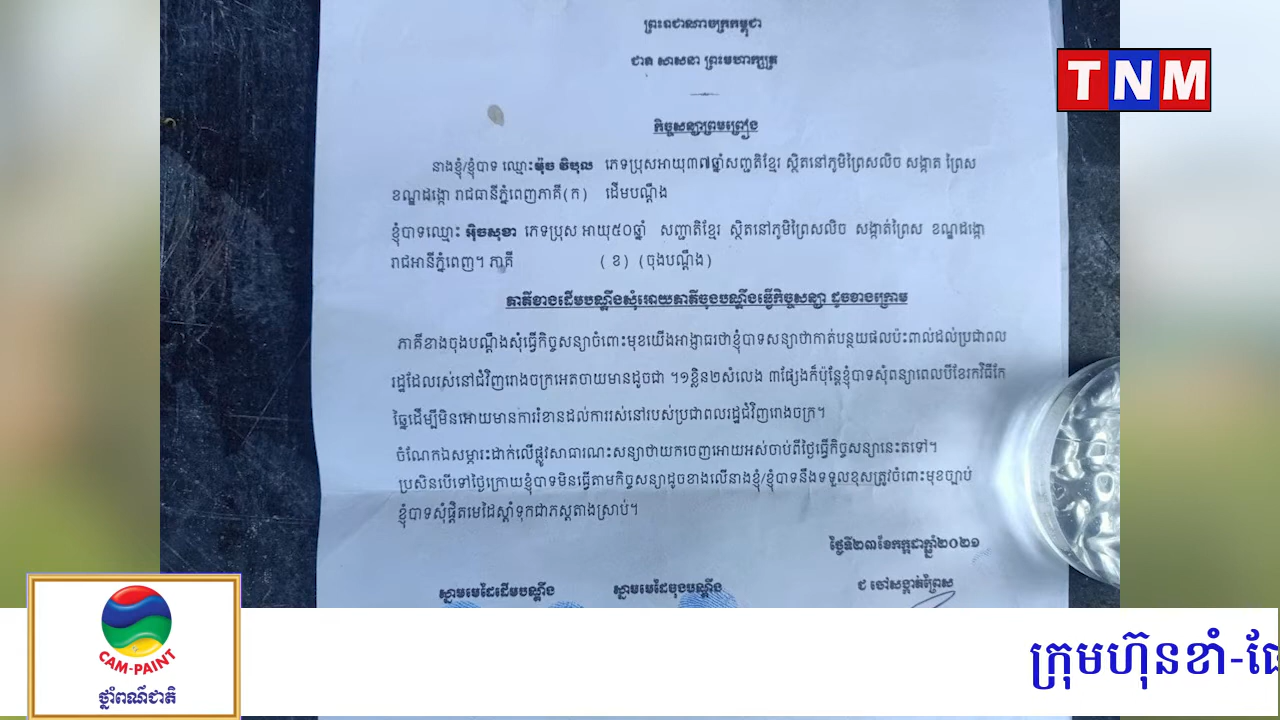 ព្រះរាជាណាចក្រកម្ពុជា
ជាតិ សាសនា ព្រះមហាក្សត្រ
TNM
កិច្ចសន្យាព្រមព្រៀង
នាងខ្ញុំ/ខ្ញុំបាទ ឈ្មោះម៉ុច វិបុល ភេទប្រុសអាយុ៣៧ឆ្នាំសញ្ជតិខ្មែរ ស្ថិតនៅភូមិព្រៃសលិច សង្កាត ព្រៃស
ខណ្ឌដង្កោ រាជធានីភ្នំពេញភាគី(ក) ដើមបណ្តឹង
ខ្ញុំបាទឈ្មោះ អ៊ិចសុខា ភេទប្រុស អាយុ៥០ឆ្នាំ សញ្ជាតិខ្មែរ ស្ថិតនៅភូមិព្រៃសលិច សង្កាត់ព្រៃស ខណ្ឌដង្កោ
រាជអានីភ្នំពេញ។ ភាគី ( ខ) (ចុងបណ្តឹង)
ភាគីខាងដើមបណ្តឹងសុំអោយភាគីចុងបណ្តឹងធ្វើកិច្ចសន្យា ដូចខាងក្រោម
ភាគីខាងចុងបណ្តឹងសុំធ្វើកិច្ចសន្យាចំពោះមុខយើងអាជ្ញាធរថាខ្ញុំបាទសន្យាថាកាត់បន្ថយផលប៉ះពាល់ដល់ប្រជាពល
រដ្ឋដែលរស់នៅជំវិញរោងចក្រអេតចាយមានដូចជា ។១ខ្លិន២សំលេង ៣ផ្សែងក៏ប៉ុន្តែខ្ញុំបាទសុំពន្យាពេលបីខែរកវិធីកែ
ឆ្នៃដើម្បីមិនអោយមានការរំខានដល់ការរស់នៅរបស់ប្រជាពលរដ្ឋជំវិញរោងចក្រ។
ចំណែកឯសម្ភារះដាក់លើផ្លូវសាធារណះសន្យាថាយកចេញអោយអស់ចាប់ពីថ្ងៃធ្វើកិច្ចសន្យានេះតទៅ។
ប្រសិនបើទៅថ្ងៃក្រោយខ្ញុំបាទមិនធ្វើតាមកិច្ចសន្យាដូចខាងលើនាងខ្ញុំ/ខ្ញុំបាទនឹងទទួលខុសត្រូវចំពោះមុខច្បាប់
ខ្ញុំបាទសុំផ្តិតមេដៃស្តាំទុកជាភស្តុតាងស្រាប់។
ថ្ងៃទី២៣ខែកក្កដាឆ្នាំ២០២១
ស្នាមមេដៃដើមបណ្តឹង ស្នាមមេដៃចុងបណ្តឹង ជ ចៅសង្កាត់ព្រៃស
CAM-PAINT
ថ្នាំពណ៌ជាតិ
ក្រុមហ៊ុនខាំ-ផេ